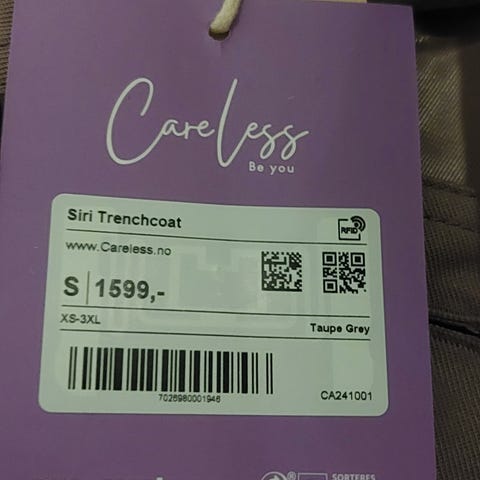 CareLess
Be you
Siri Trenchcoat
RFID
www.Careless.no
S 1599,-
XS-3XL
Taupe Grey
7026980001946
CA241001
®
SORTERES